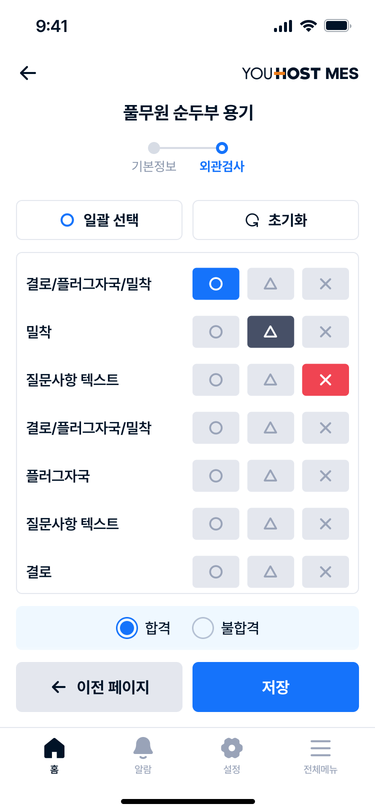 9:41
YOUHOST MES
풀무원 순두부 용기
기본정보 외관검사
일괄 선택 초기화
결로/플러그자국/밀착
밀착
질문사항 텍스트
결로/플러그자국/밀착
플러그자국
질문사항 텍스트
결로
합격 불합격
이전 페이지 저장
홈 알람 설정 전체메뉴